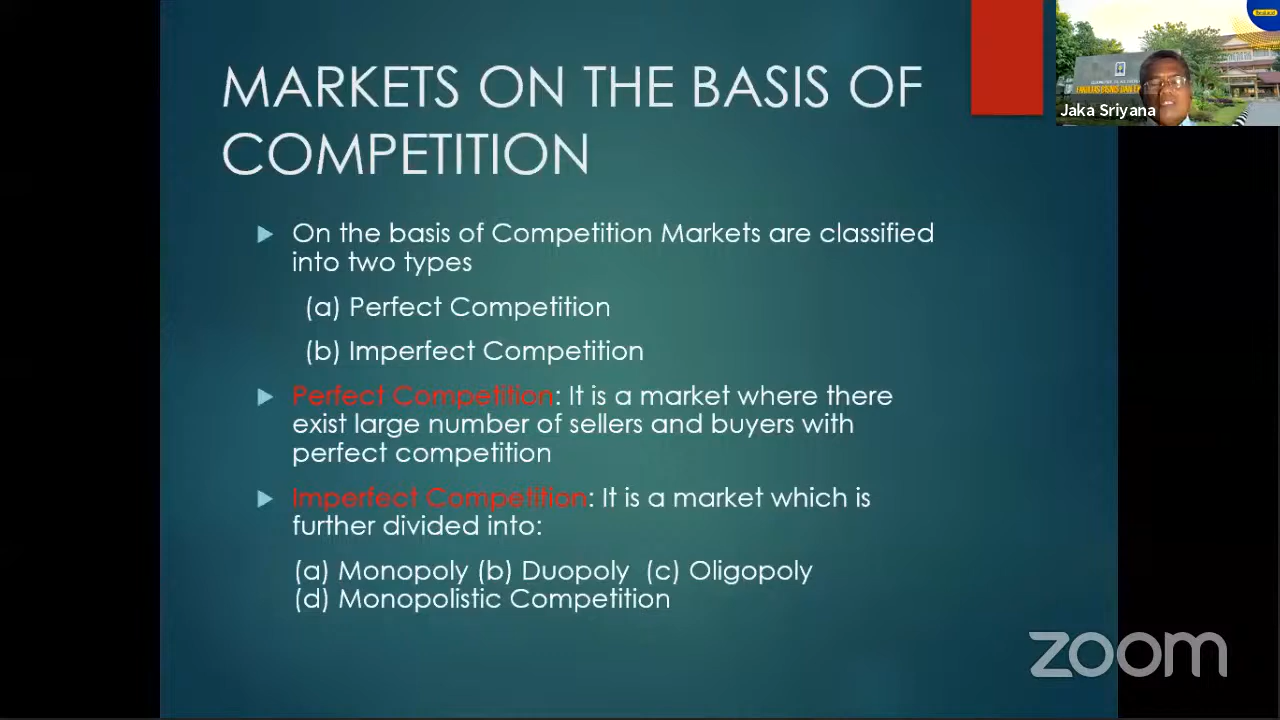 MARKETS ON THE BASIS OF
COMPETITION
On the basis of Competition Markets are classified
into two types
(a) Perfect Competition
(b) Imperfect Competition
Perfect Competition: It is a market where there
exist large number of sellers and buyers with
perfect competition
Imperfect Competition: It is a market which is
further divided into:
(a) Monopoly (b) Duopoly (c) Oligopoly
(d) Monopolistic Competition
Jaka Sriyana
zoom